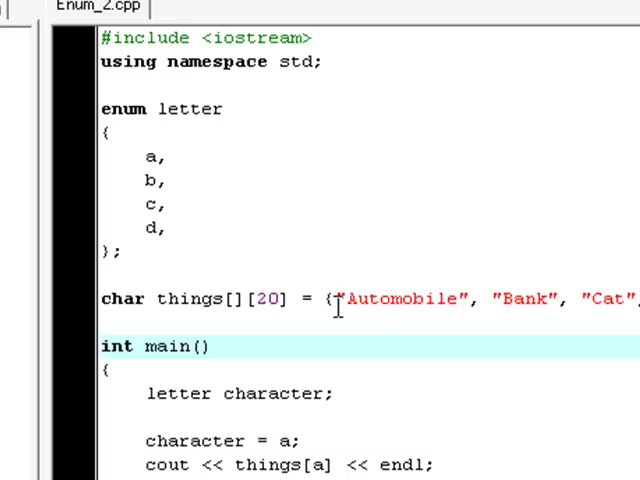 Enum_2.cpp
#include <iostream>
using namespace std;
enum letter
{
a,
b,
c,
d,
};
char things[][20] = {"Automobile", "Bank", "Cat",
int main()
{
letter character;
character = a;
cout << things[a] << endl;